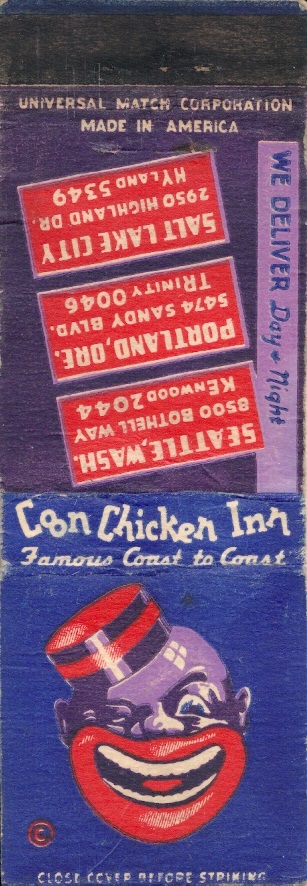 UNIVERSAL MATCH CORPORATION
MADE IN AMERICA
WE DELIVER Day & Night
SALT LAKE CITY
2950 HIGHLAND DR.
HYLAND 5349
PORTLAND, ORE.
5474 SANDY BLVD.
TRINITY 0046
SEATTLE, WASH.
8500 BOTHELL WAY
KENWOOD 2044
Coon Chicken Inn
Famous Coast to Coast
©
CLOSE COVER BEFORE STRIKING